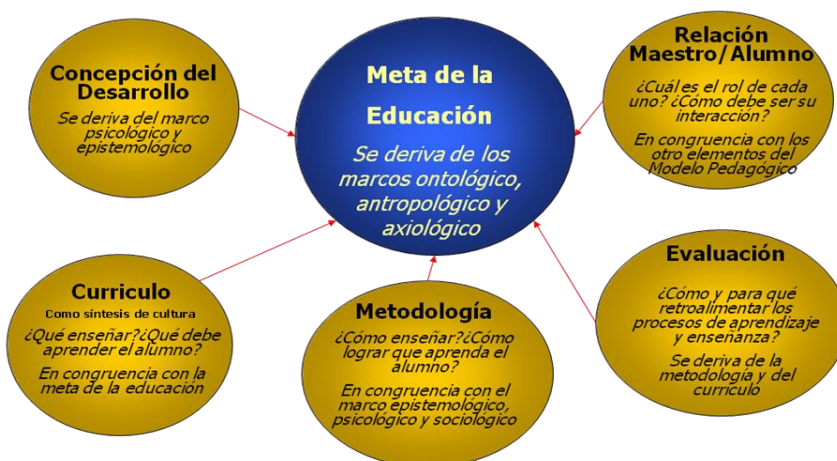 Concepción del
Desarrollo
Se deriva del marco
psicológico y
epistemológico
Meta de la
Educación
Se deriva de los
marcos ontológico,
antropológico y
axiológico
Relación
Maestro/Alumno
¿Cuál es el rol de cada
uno? ¿Cómo debe ser su
interacción?
En congruencia con los
otro elementos del
Modelo Pedagógico
Curriculo
Como síntesis de cultura
¿Qué enseñar?¿Qué debe
aprender el alumno?
En congruencia con la
meta de la educación
Metodología
¿Cómo enseñar?¿Cómo
lograr que aprenda el
alumno?
En congruencia con el
marco epistemológico,
psicológico y sociológico
Evaluación
¿Cómo y para qué
retroalimentar los
procesos de aprendizaje
y enseñanza?
Se deriva de la
metodología y del
currículo